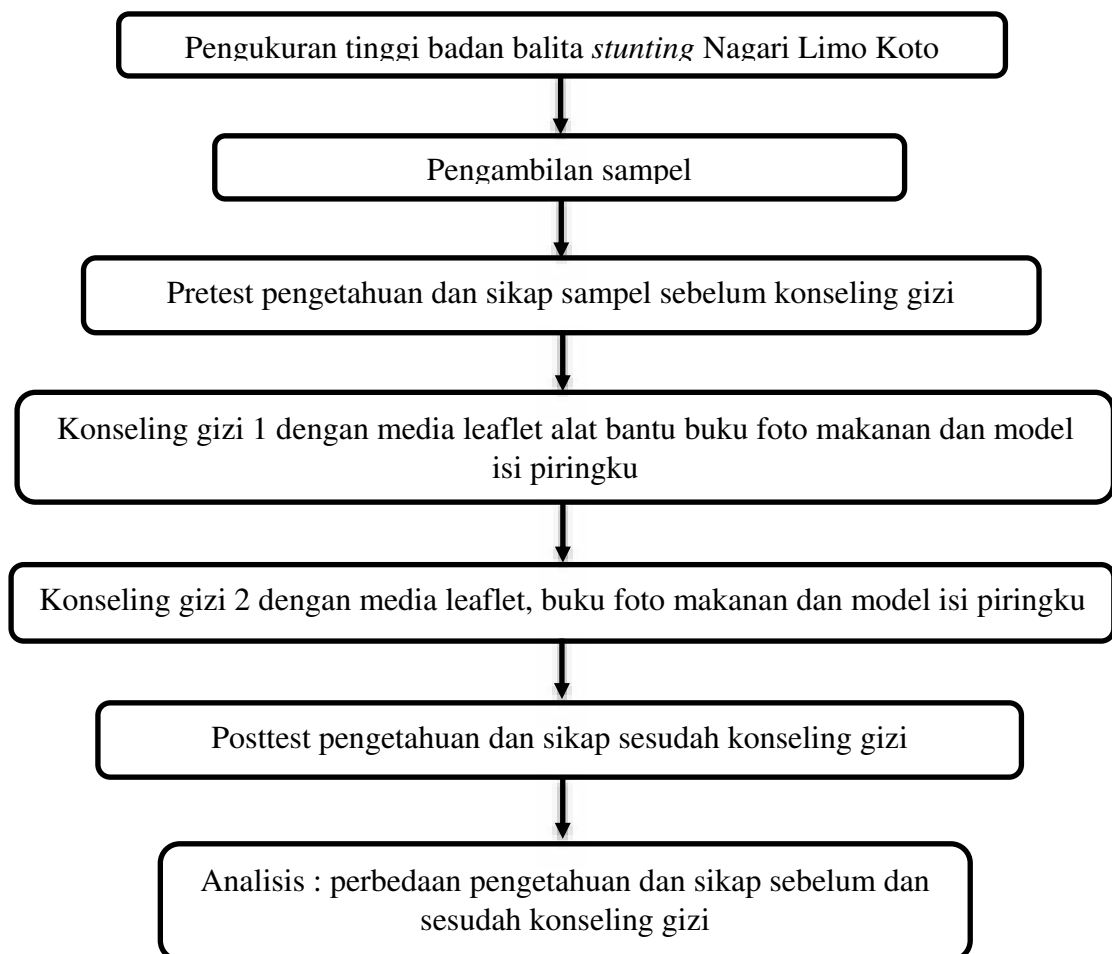 Pengukuran tinggi badan balita stunting Nagari Limo Koto
Pengambilan sampel
Pretest pengetahuan dan sikap sampel sebelum konseling gizi
Konseling gizi 1 dengan media leaflet alat bantu buku foto makanan dan model
isi piringku
Konseling gizi 2 dengan media leaflet, buku foto makanan dan model isi piringku
Posttest pengetahuan dan sikap sesudah konseling gizi
Analisis : perbedaan pengetahuan dan sikap sebelum dan
sesudah konseling gizi